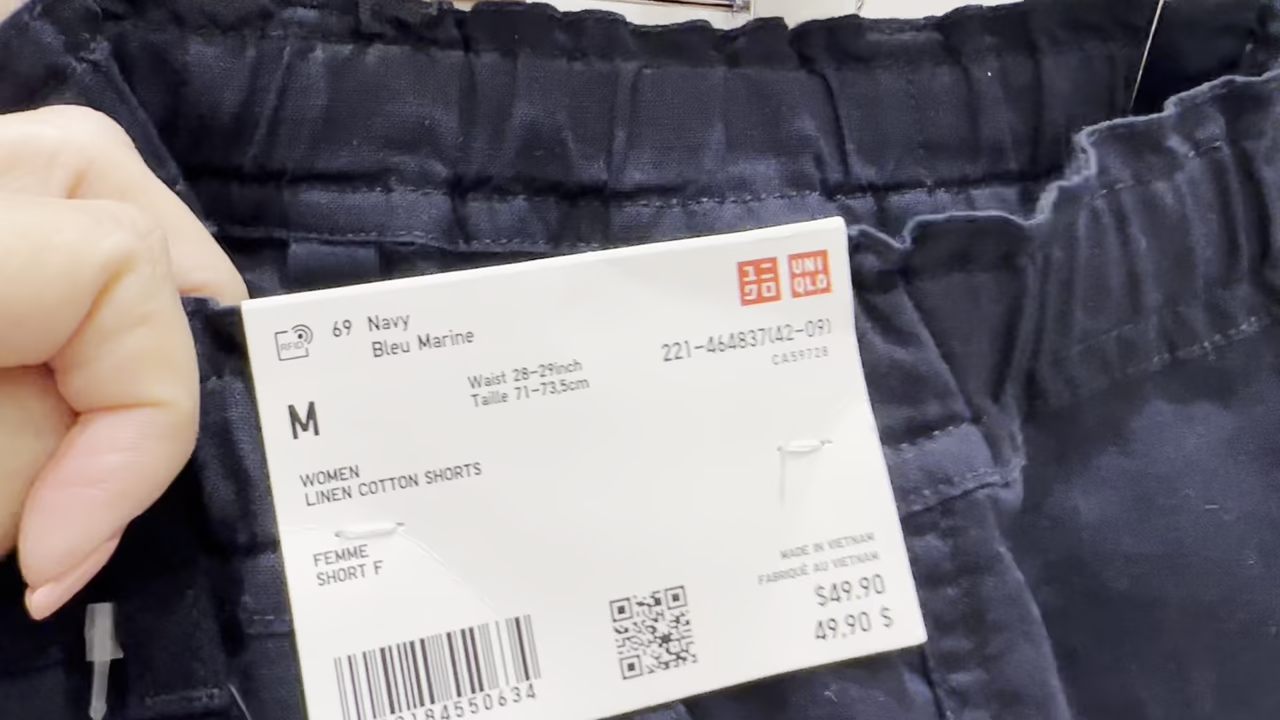 RFID
69 Navy
Bleu Marine
ユニ
クロ
UNI
QLO
Waist 28-29inch
Taille 71-73,5cm
221-464837(42-09)
CA59728
M
WOMEN
LINEN COTTON SHORTS
FEMME
SHORT F
MADE IN VIETNAM
FABRIQUÉ AU VIETNAM
$49.90
49,90 $
184550634